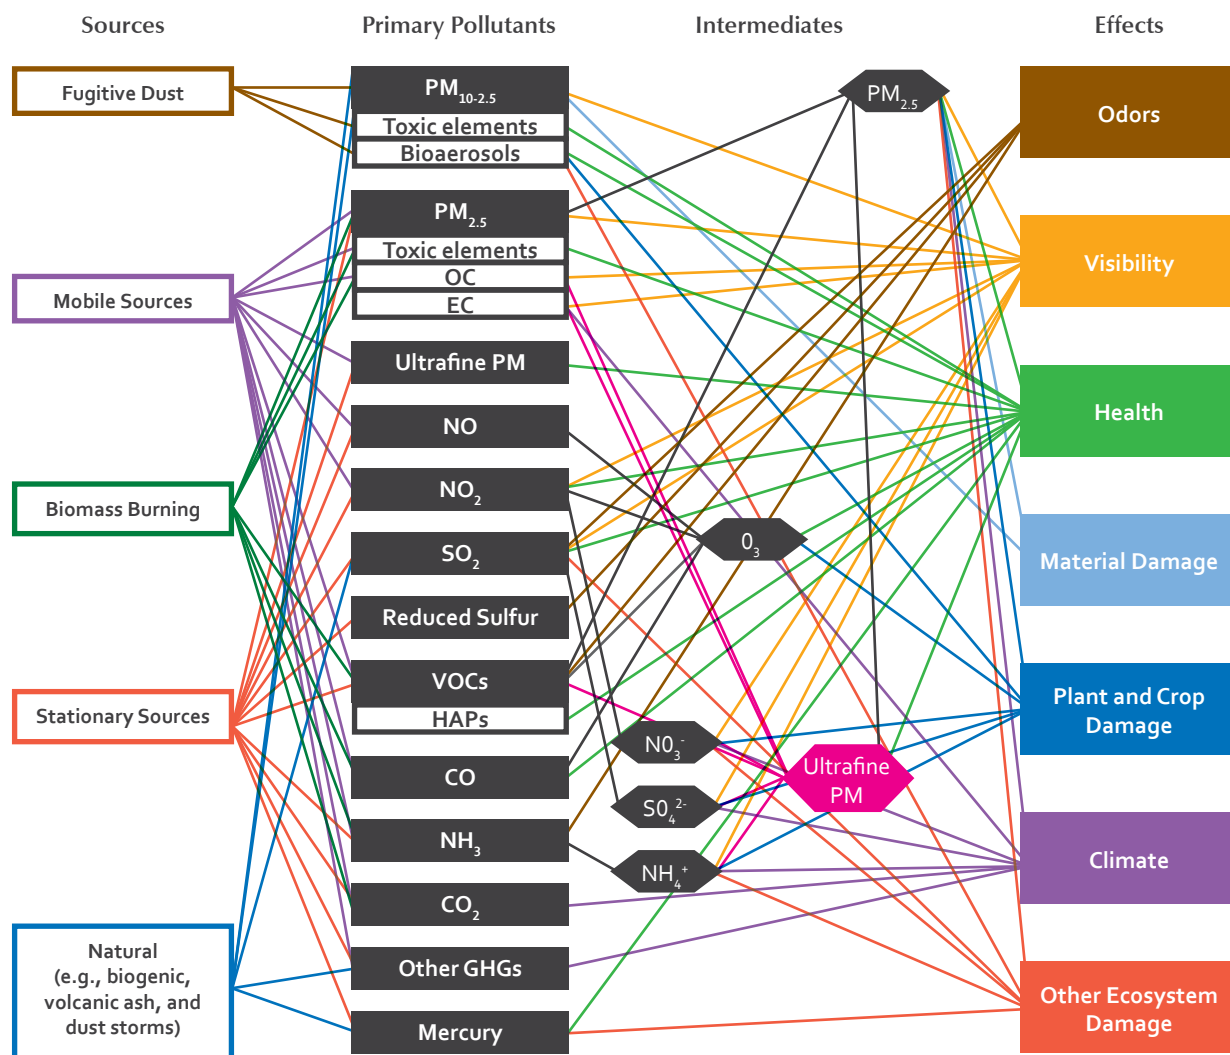 Sources
Primary Pollutants
Intermediates
Effects
Fugitive Dust
Mobile Sources
Biomass Burning
Stationary Sources
Natural
(e.g., biogenic,
volcanic ash, and
dust storms)
PM10-2.5
Toxic elements
Bioaerosols
PM2.5
Toxic elements
OC
EC
Ultrafine PM
NO
NO2
SO2
Reduced Sulfur
VOCs
HAPs
CO
NH3
CO2
Other GHGs
Mercury
PM2.5
03
N03-
S042-
NH4+
Ultrafine
PM
Odors
Visibility
Health
Material Damage
Plant and Crop
Damage
Climate
Other Ecosystem
Damage